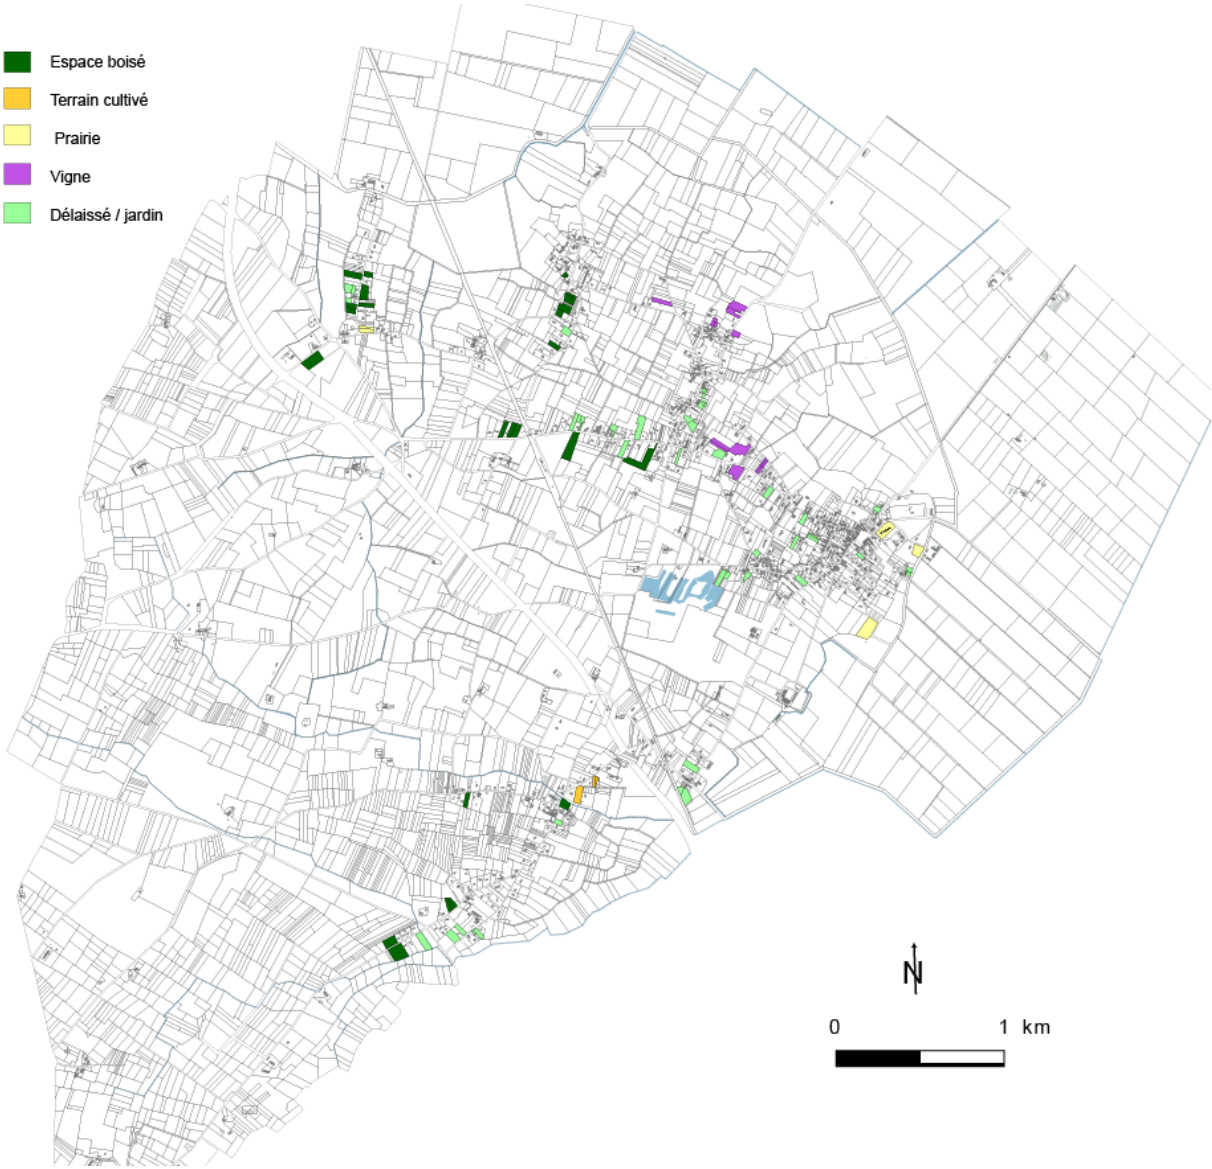 Espace boisé
Terrain cultivé
Prairie
Vigne
Délaissé / jardin
N
0 1 km